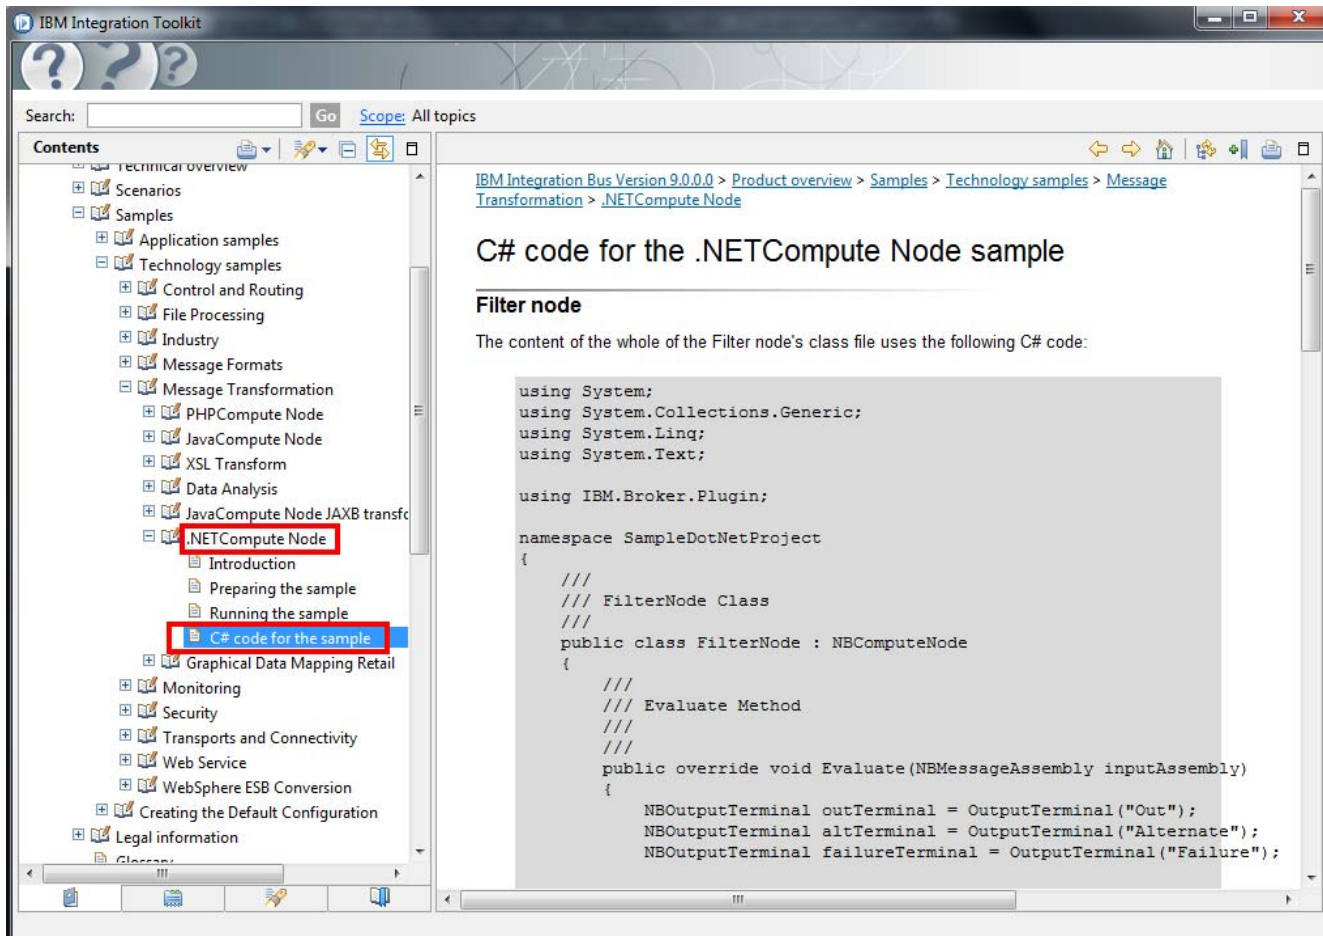 IBM Integration Toolkit
Search:
Go
Scope: All topics
Contents
Technical overview
Scenarios
Samples
Application samples
Technology samples
Control and Routing
File Processing
Industry
Message Formats
Message Transformation
PHPCompute Node
JavaCompute Node
XSL Transform
Data Analysis
JavaCompute Node JAXB transfo
.NETCompute Node
Introduction
Preparing the sample
Running the sample
C# code for the sample
Graphical Data Mapping Retail
Monitoring
Security
Transports and Connectivity
Web Service
WebSphere ESB Conversion
Creating the Default Configuration
Legal information
Glossary
IBM Integration Bus Version 9.0.0.0 > Product overview > Samples > Technology samples > Message
Transformation > .NETCompute Node
C# code for the .NETCompute Node sample
Filter node
The content of the whole of the Filter node's class file uses the following C# code:
using System;
using System.Collections.Generic;
using System.Linq;
using System.Text;
using IBM.Broker.Plugin;
namespace SampleDotNetProject
{
///
/// FilterNode Class
///
public class FilterNode : NBComputeNode
{
///
/// Evaluate Method
///
///
public override void Evaluate(NBMessageAssembly inputAssembly)
{
NBOutputTerminal outTerminal = OutputTerminal("Out");
NBOutputTerminal altTerminal = OutputTerminal("Alternate");
NBOutputTerminal failureTerminal = OutputTerminal("Failure");